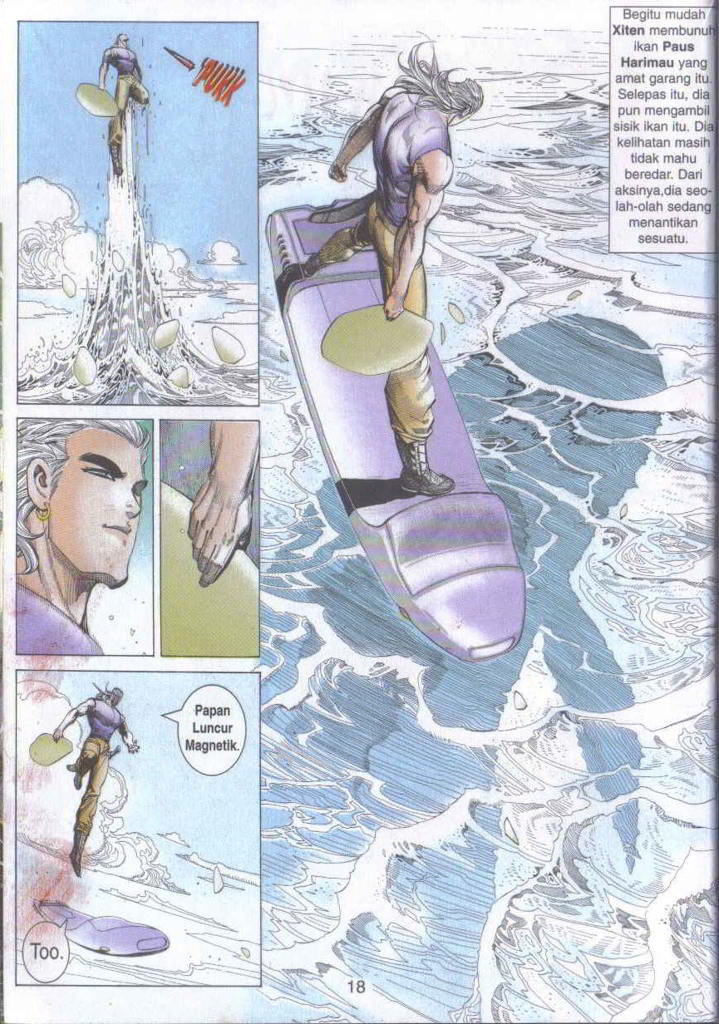 PUKK
Begitu mudah
Xiten membunuh
ikan Paus
Harimau yang
amat garang itu.
Selepas itu, dia
pun mengambil
sisik ikan itu. Dia
kelihatan masih
tidak mahu
beredar. Dari
aksinya,dia seo-
lah-olah sedang
menantikan
sesuatu.
Papan
Luncur
Magnetik.
Too.
18